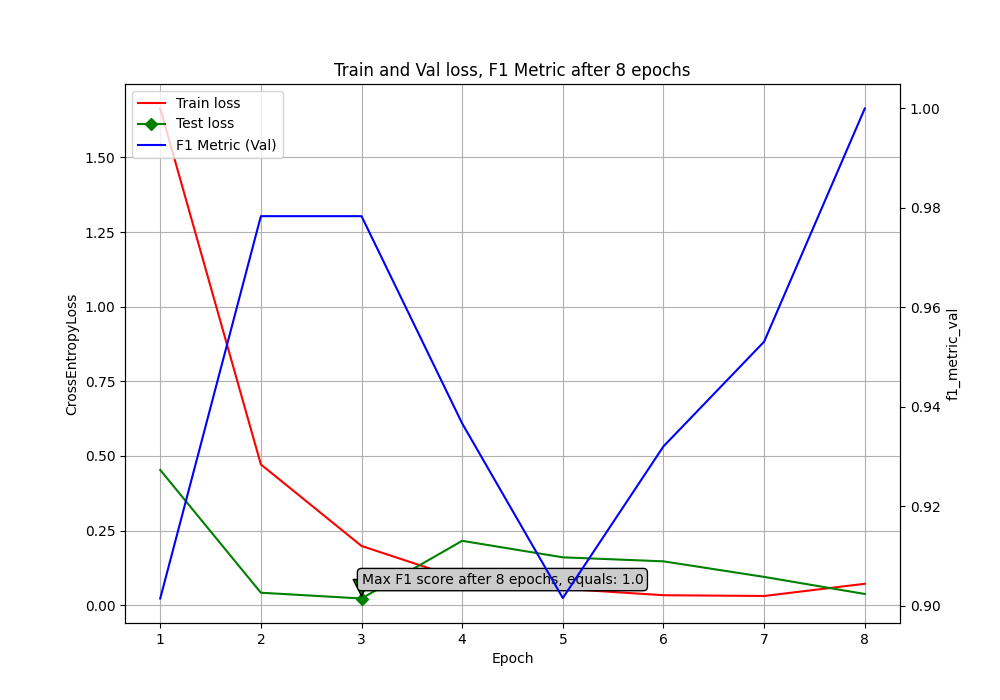 Train and Val loss, F1 Metric after 8 epochs
Train loss
Test loss
F1 Metric (Val)
1.50
1.25
1.00
0.75
0.50
0.25
0.00
CrossEntropyLoss
1.00
0.98
0.96
0.94
0.92
0.90
f1_metric_val
Max F1 score after 8 epochs, equals: 1.0
1 2 3 4 5 6 7 8
Epoch